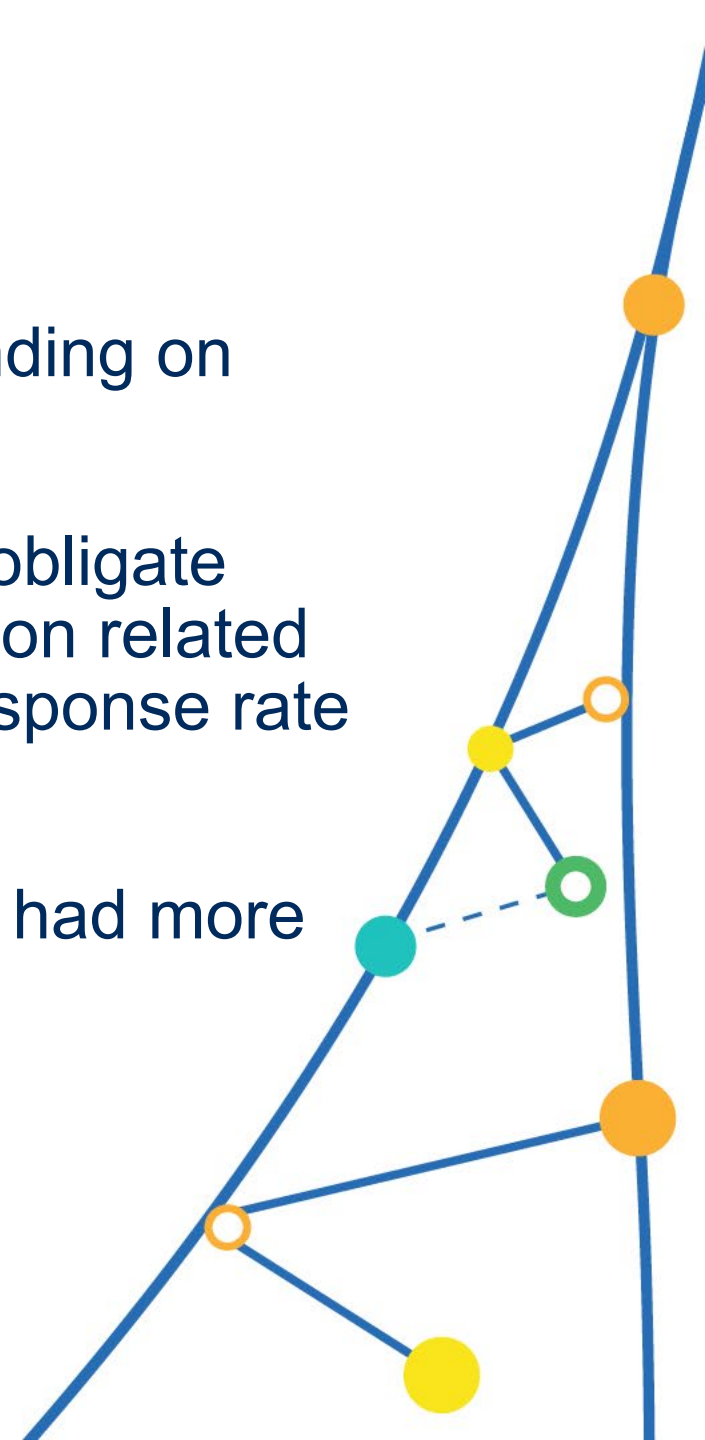 ding on
obligate
on related
sponse rate
had more